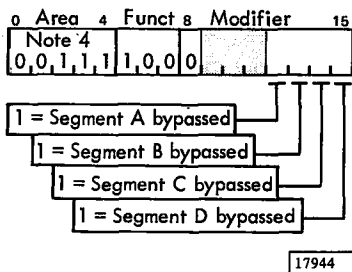 0 Area 4 Funct 8 Modifier 15
Note 4
0 0 1 1 1 1 0 0 0 0
1 = Segment A bypassed
1 = Segment B bypassed
1 = Segment C bypassed
1 = Segment D bypassed
17944